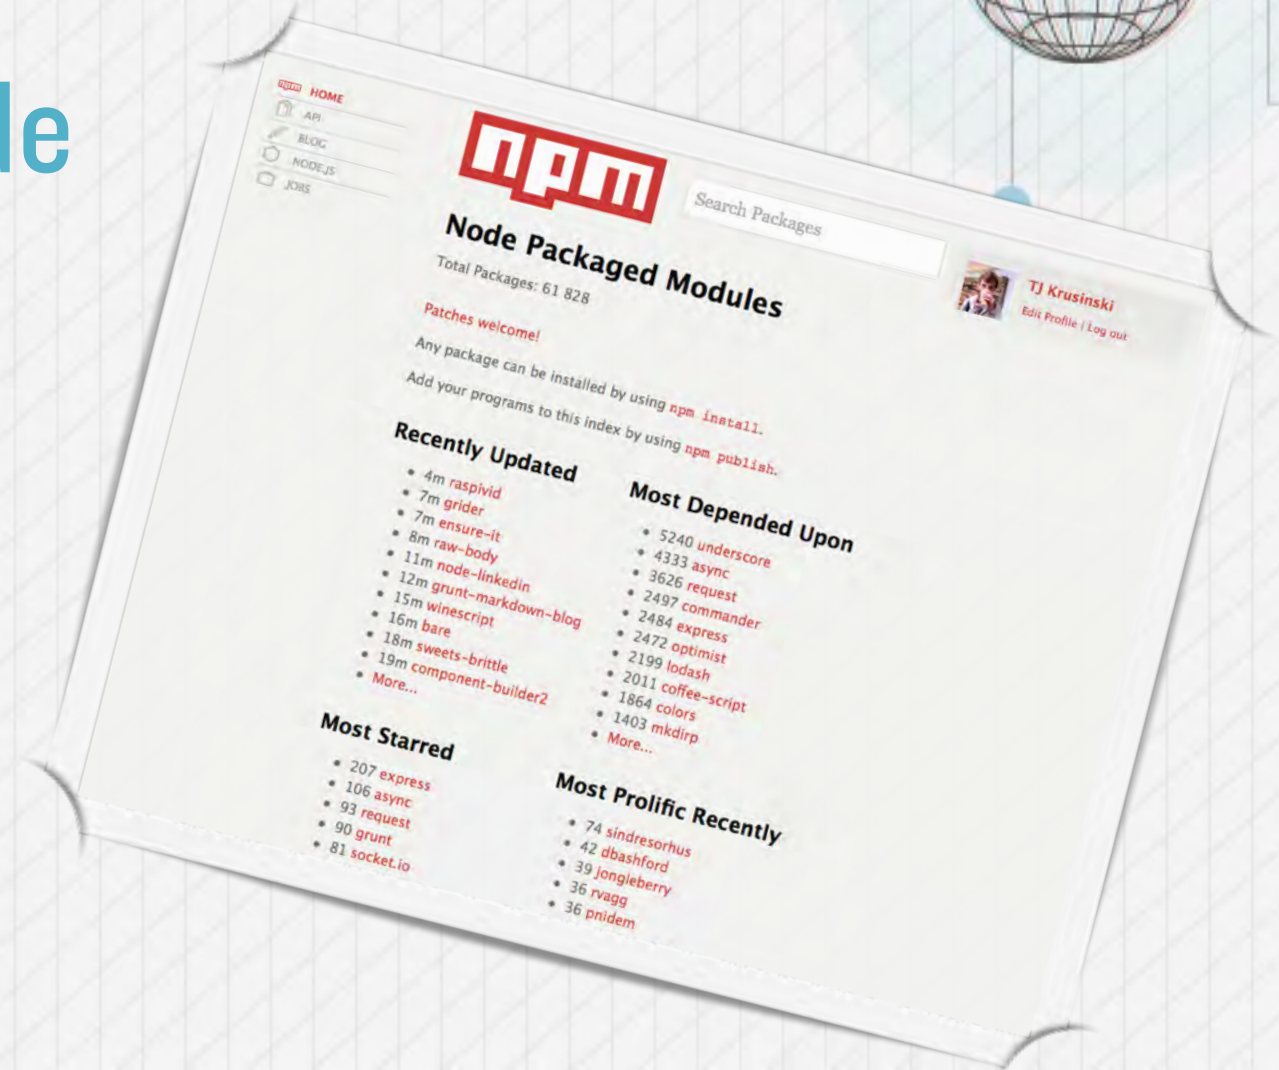 de
npm HOME
API
BLOG
NODE.JS
JOBS
npm
Search Packages
TJ Krusinski
Edit Profile | Log out
Node Packaged Modules
Total Packages: 61 828
Patches welcome!
Any package can be installed by using npm install.
Add your programs to this index by using npm publish.
Recently Updated
4m raspivid
7m grider
7m ensure-it
8m raw-body
11m node-linkedin
12m grunt-markdown-blog
15m winescript
16m bare
18m sweets-brittle
19m component-builder2
More...
Most Depended Upon
5240 underscore
4333 async
3626 request
2497 commander
2484 express
2472 optimist
2199 lodash
2011 coffee-script
1864 colors
1403 mkdirp
More...
Most Starred
207 express
106 async
93 request
90 grunt
81 socket.io
Most Prolific Recently
74 sindresorhus
42 dbashford
39 jongleberry
36 rvagg
36 pnidem